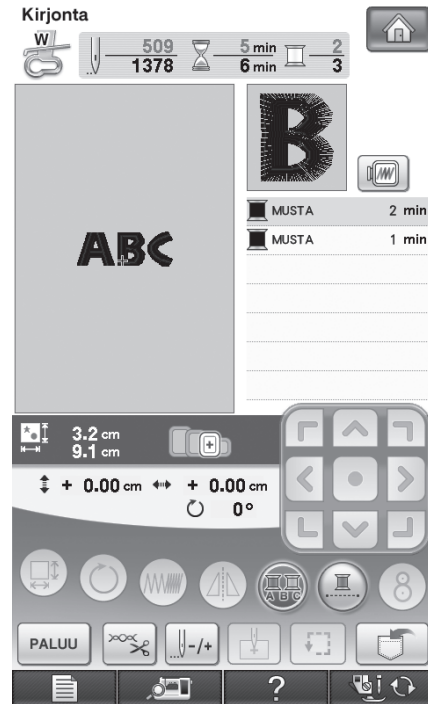 Kirjonta
W
509 5 min 2
1378 6 min 3
B
MUSTA 2 min
MUSTA 1 min
ABC
3.2 cm
9.1 cm
+ 0.00 cm + 0.00 cm
0°
A B C
8
PALUU -/+
?